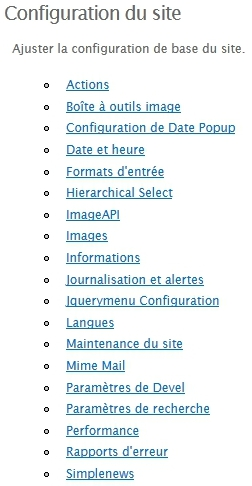 Configuration du site
Ajuster la configuration de base du site.
Actions
Boîte à outils image
Configuration de Date Popup
Date et heure
Formats d'entrée
Hierarchical Select
ImageAPI
Images
Informations
Journalisation et alertes
Jquerymenu Configuration
Langues
Maintenance du site
Mime Mail
Paramètres de Devel
Paramètres de recherche
Performance
Rapports d'erreur
Simplenews